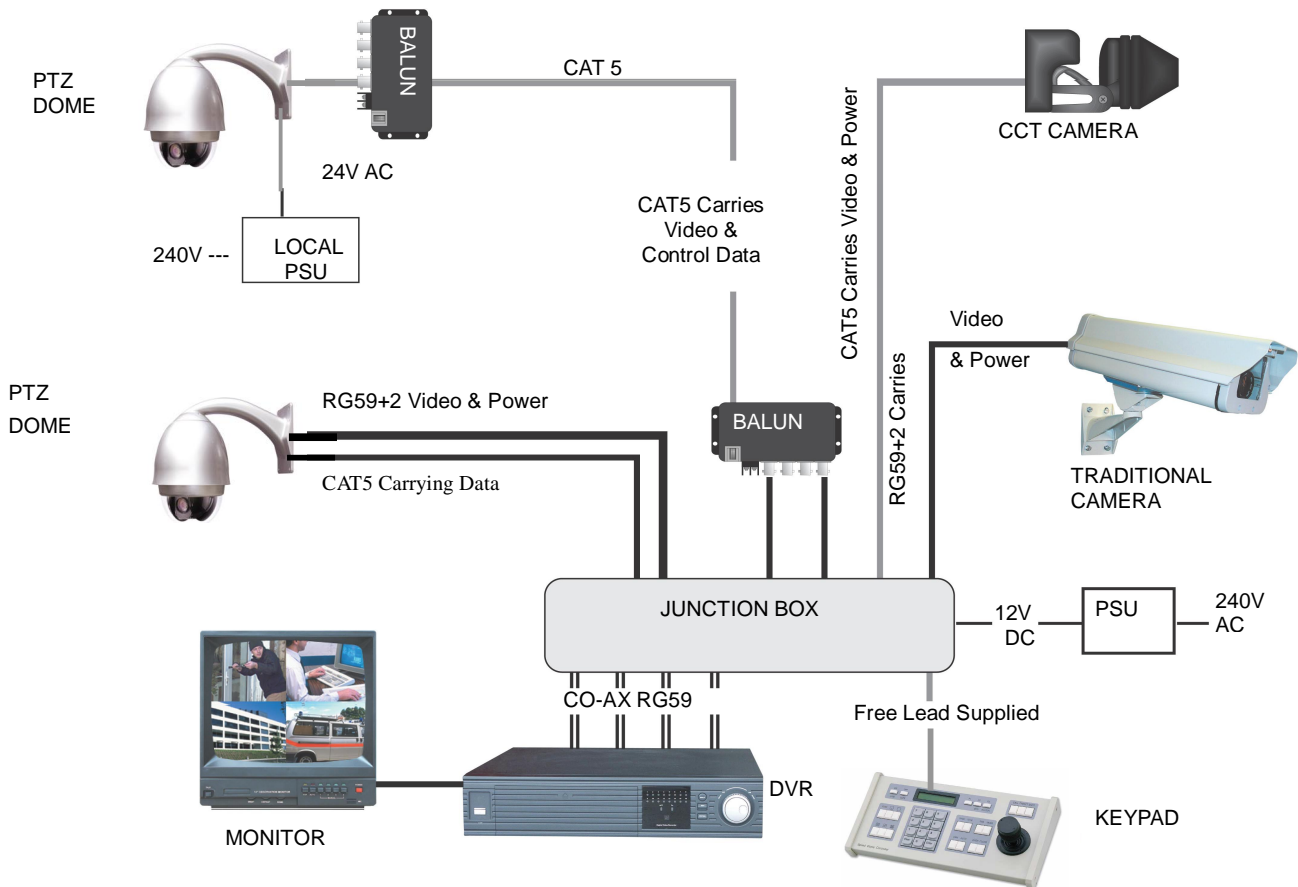 PTZ
DOME
BALUN
CAT 5
24V AC
240V ---
LOCAL
PSU
CAT5 Carries
Video &
Control Data
CAT5 Carries Video & Power
CCT CAMERA
RG59+2 Carries
Video
& Power
TRADITIONAL
CAMERA
PTZ
DOME
RG59+2 Video & Power
CAT5 Carrying Data
BALUN
JUNCTION BOX
12V
DC
PSU
240V
AC
CO-AX RG59
Free Lead Supplied
MONITOR
DVR
KEYPAD